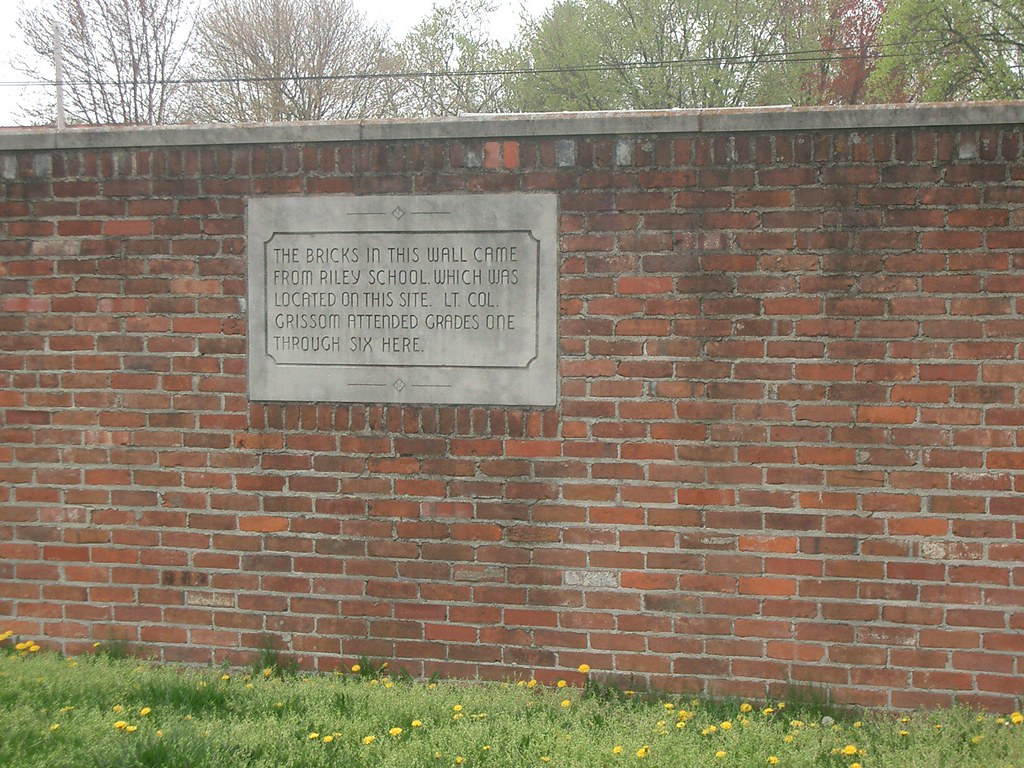 THE BRICKS IN THIS WALL CAME
FROM RILEY SCHOOL, WHICH WAS
LOCATED ON THIS SITE. LT. COL.
GRISSOM ATTENDED GRADES ONE
THROUGH SIX HERE.